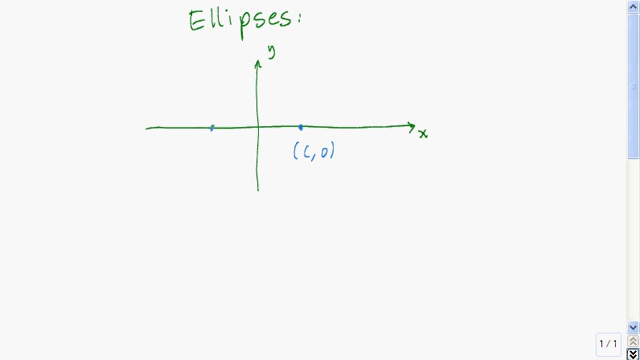 Ellipses:
y
x
(c,0)
1 / 1